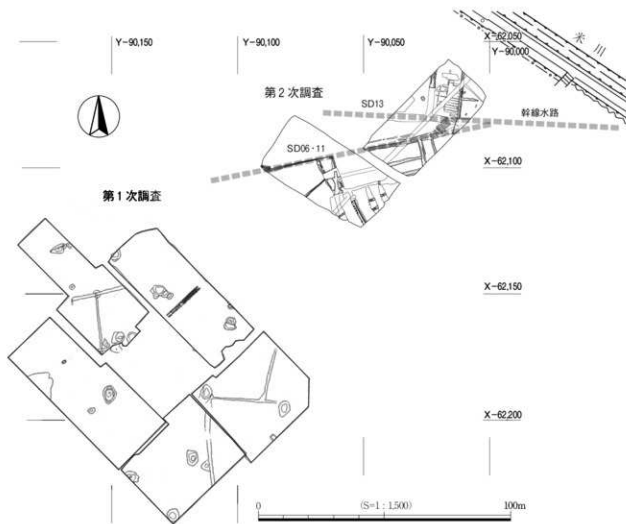 Y-90,150
Y-90,100
Y-90,050
X-62,050
Y-90,000
米川
第2次調査
SD13
幹線水路
SD06・11
X-62,100
第1次調査
X-62,150
X-62,200
0
(S=1:1,500)
100m